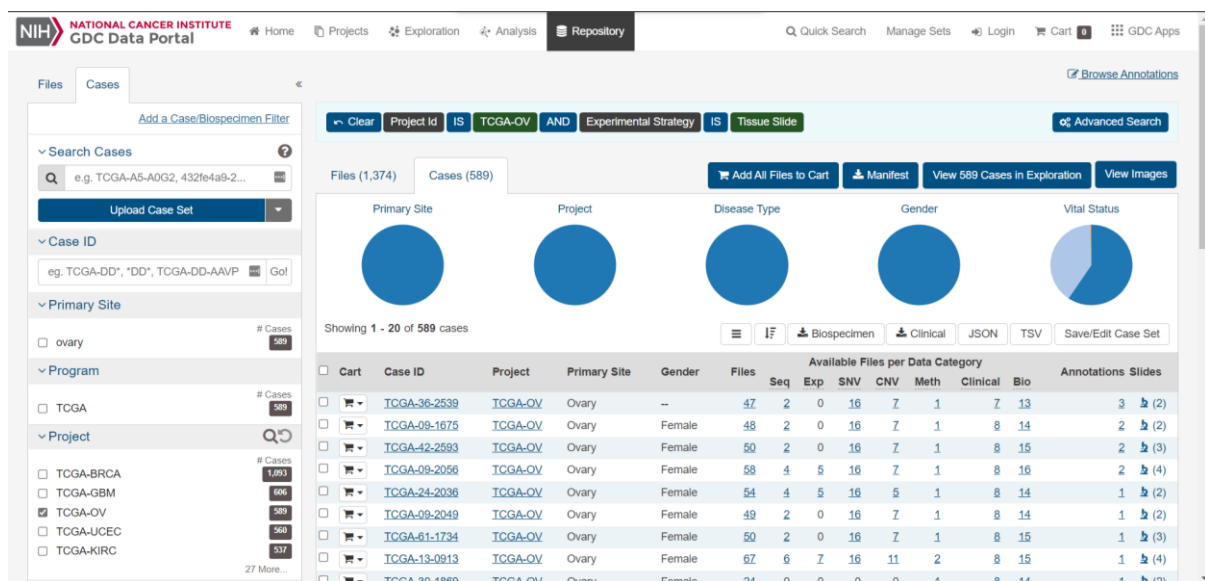 NIH NATIONAL CANCER INSTITUTE
GDC Data Portal
Home Projects Exploration Analysis Repository Quick Search Manage Sets Login Cart 0 GDC Apps
Browse Annotations
Files Cases «
Add a Case/Biospecimen Filter
Clear Project Id IS TCGA-OV AND Experimental Strategy IS Tissue Slide Advanced Search
Search Cases ?
e.g. TCGA-A5-A0G2, 432fe4a9-2...
Upload Case Set
Case ID
eg. TCGA-DD*, *DD*, TCGA-DD-AAVP Go!
Primary Site
# Cases
ovary 589
Program
# Cases
TCGA 589
Project
# Cases
TCGA-BRCA 1,093
TCGA-GBM 606
TCGA-OV 589
TCGA-UCEC 560
TCGA-KIRC 537
27 More...
Files (1,374) Cases (589) Add All Files to Cart Manifest View 589 Cases in Exploration View Images
Primary Site Project Disease Type Gender Vital Status
Showing 1 - 20 of 589 cases Biospecimen Clinical JSON TSV Save/Edit Case Set
Available Files per Data Category
Cart Case ID Project Primary Site Gender Files Seq Exp SNV CNV Meth Clinical Bio Annotations Slides
TCGA-36-2539 TCGA-OV Ovary -- 47 2 0 16 7 1 7 13 3 (2)
TCGA-09-1675 TCGA-OV Ovary Female 48 2 0 16 7 1 8 14 2 (2)
TCGA-42-2593 TCGA-OV Ovary Female 50 2 0 16 7 1 8 15 2 (3)
TCGA-09-2056 TCGA-OV Ovary Female 58 4 5 16 7 1 8 16 2 (4)
TCGA-24-2036 TCGA-OV Ovary Female 54 4 5 16 5 1 8 14 1 (2)
TCGA-09-2049 TCGA-OV Ovary Female 49 2 0 16 7 1 8 14 1 (2)
TCGA-61-1734 TCGA-OV Ovary Female 50 2 0 16 7 1 8 15 1 (3)
TCGA-13-0913 TCGA-OV Ovary Female 67 6 7 16 11 2 8 15 1 (4)